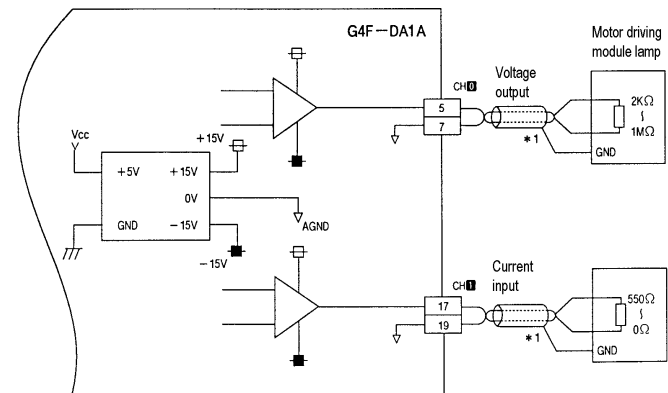 G4F-DA1A
Motor driving
module lamp
CH0
Voltage
output
5
7
2KΩ
~
1MΩ
*1
GND
Vcc
+15V
+5V
+15V
0V
GND
-15V
AGND
-15V
CH1
Current
input
17
19
550Ω
~
0Ω
*1
GND